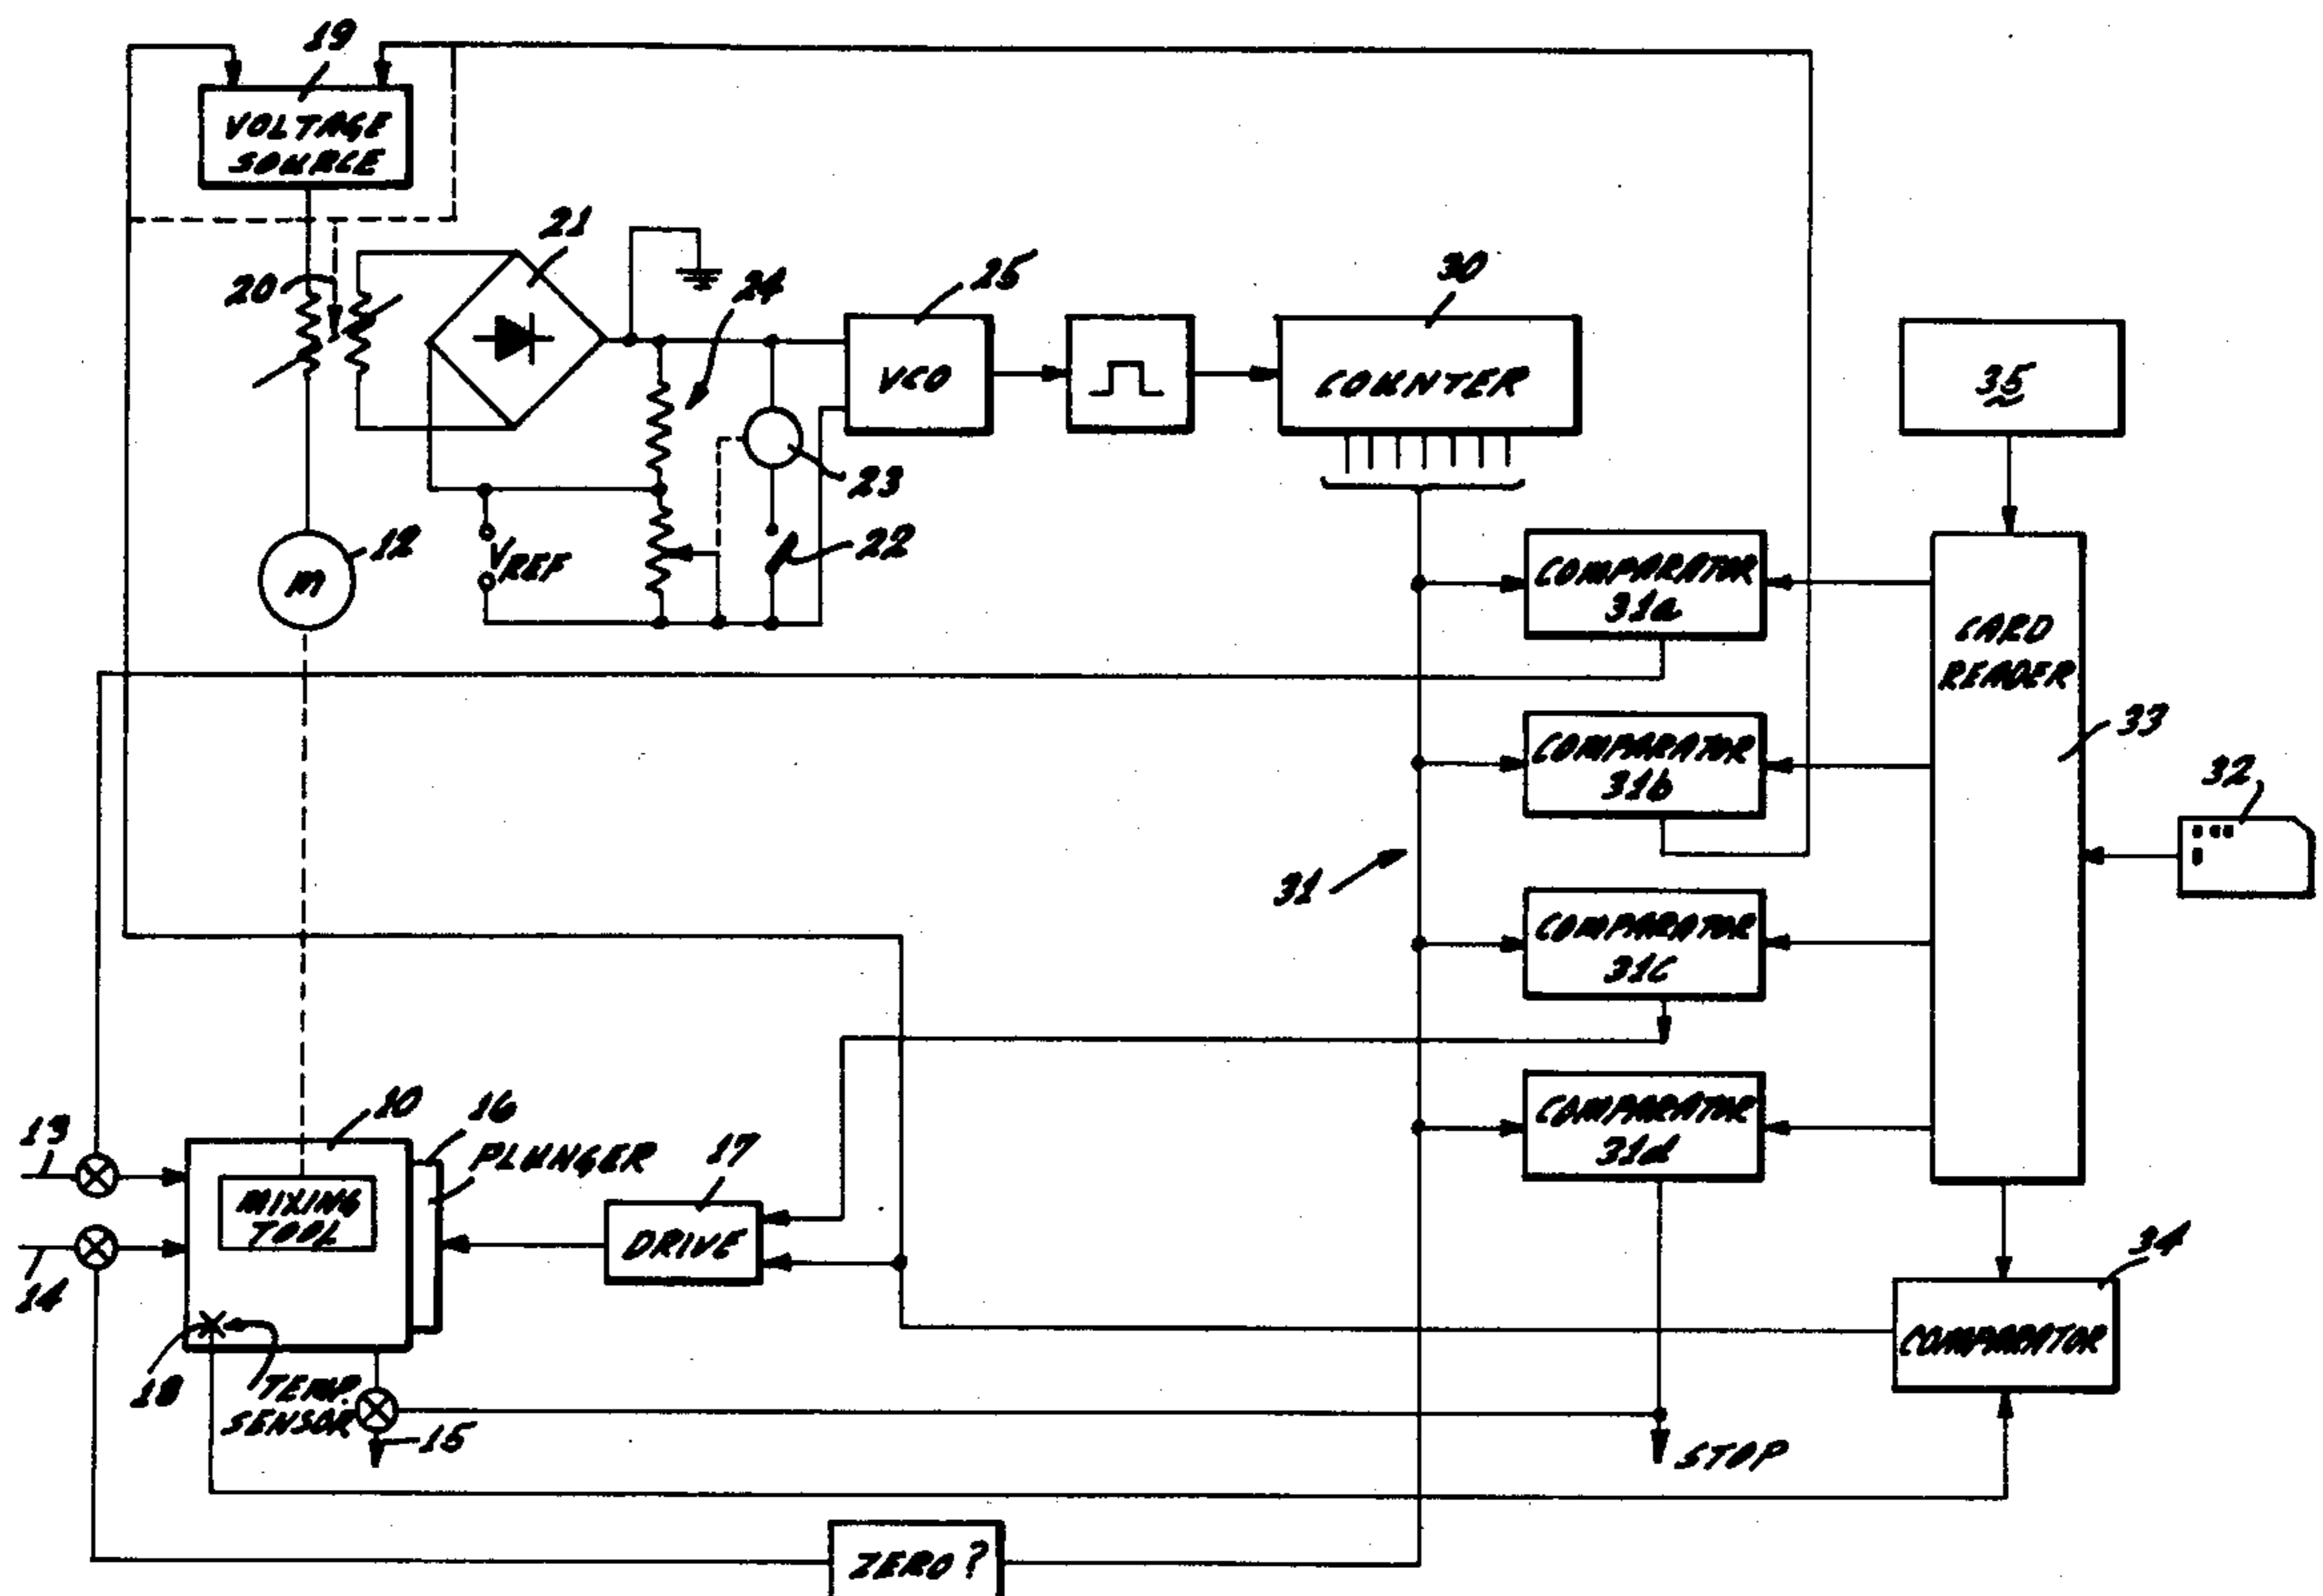 19
VOLTAGE
SOURCE
20
21
24
25
VCO
30
COUNTER
35
23
22
VREF
12
M
COMPARATOR
31a
CARD
READER
33
COMPARATOR
31b
32
31
COMPARATOR
31c
COMPARATOR
31d
10
16
PLUNGER
13
17
MIXING
TOOL
DRIVE
14
34
COMPARATOR
18
TEMP.
SENSOR
15
STOP
ZERO?